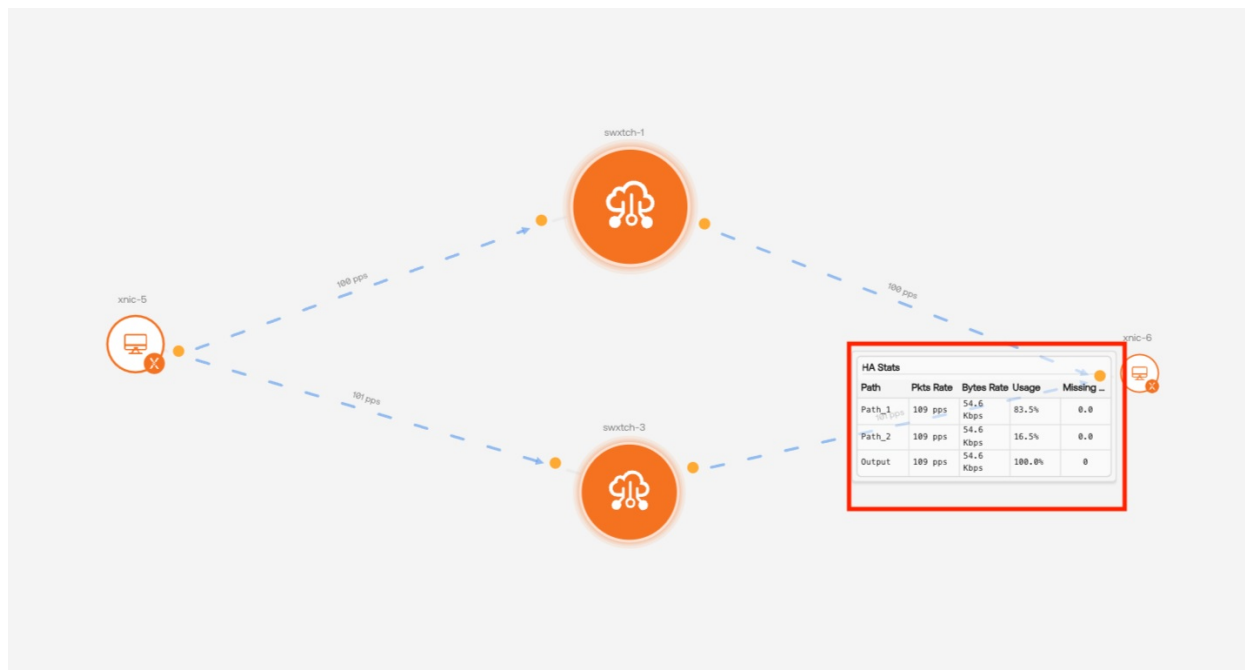 swxtch-1
100 pps
100 pps
xnic-5
xnic-6
HA Stats
Path Pkts Rate Bytes Rate Usage Missing ...
Path_1 109 pps 54.6 Kbps 83.5% 0.0
101 pps
Path_2 109 pps 54.6 Kbps 16.5% 0.0
Output 109 pps 54.6 Kbps 100.0% 0
101 pps
swxtch-3